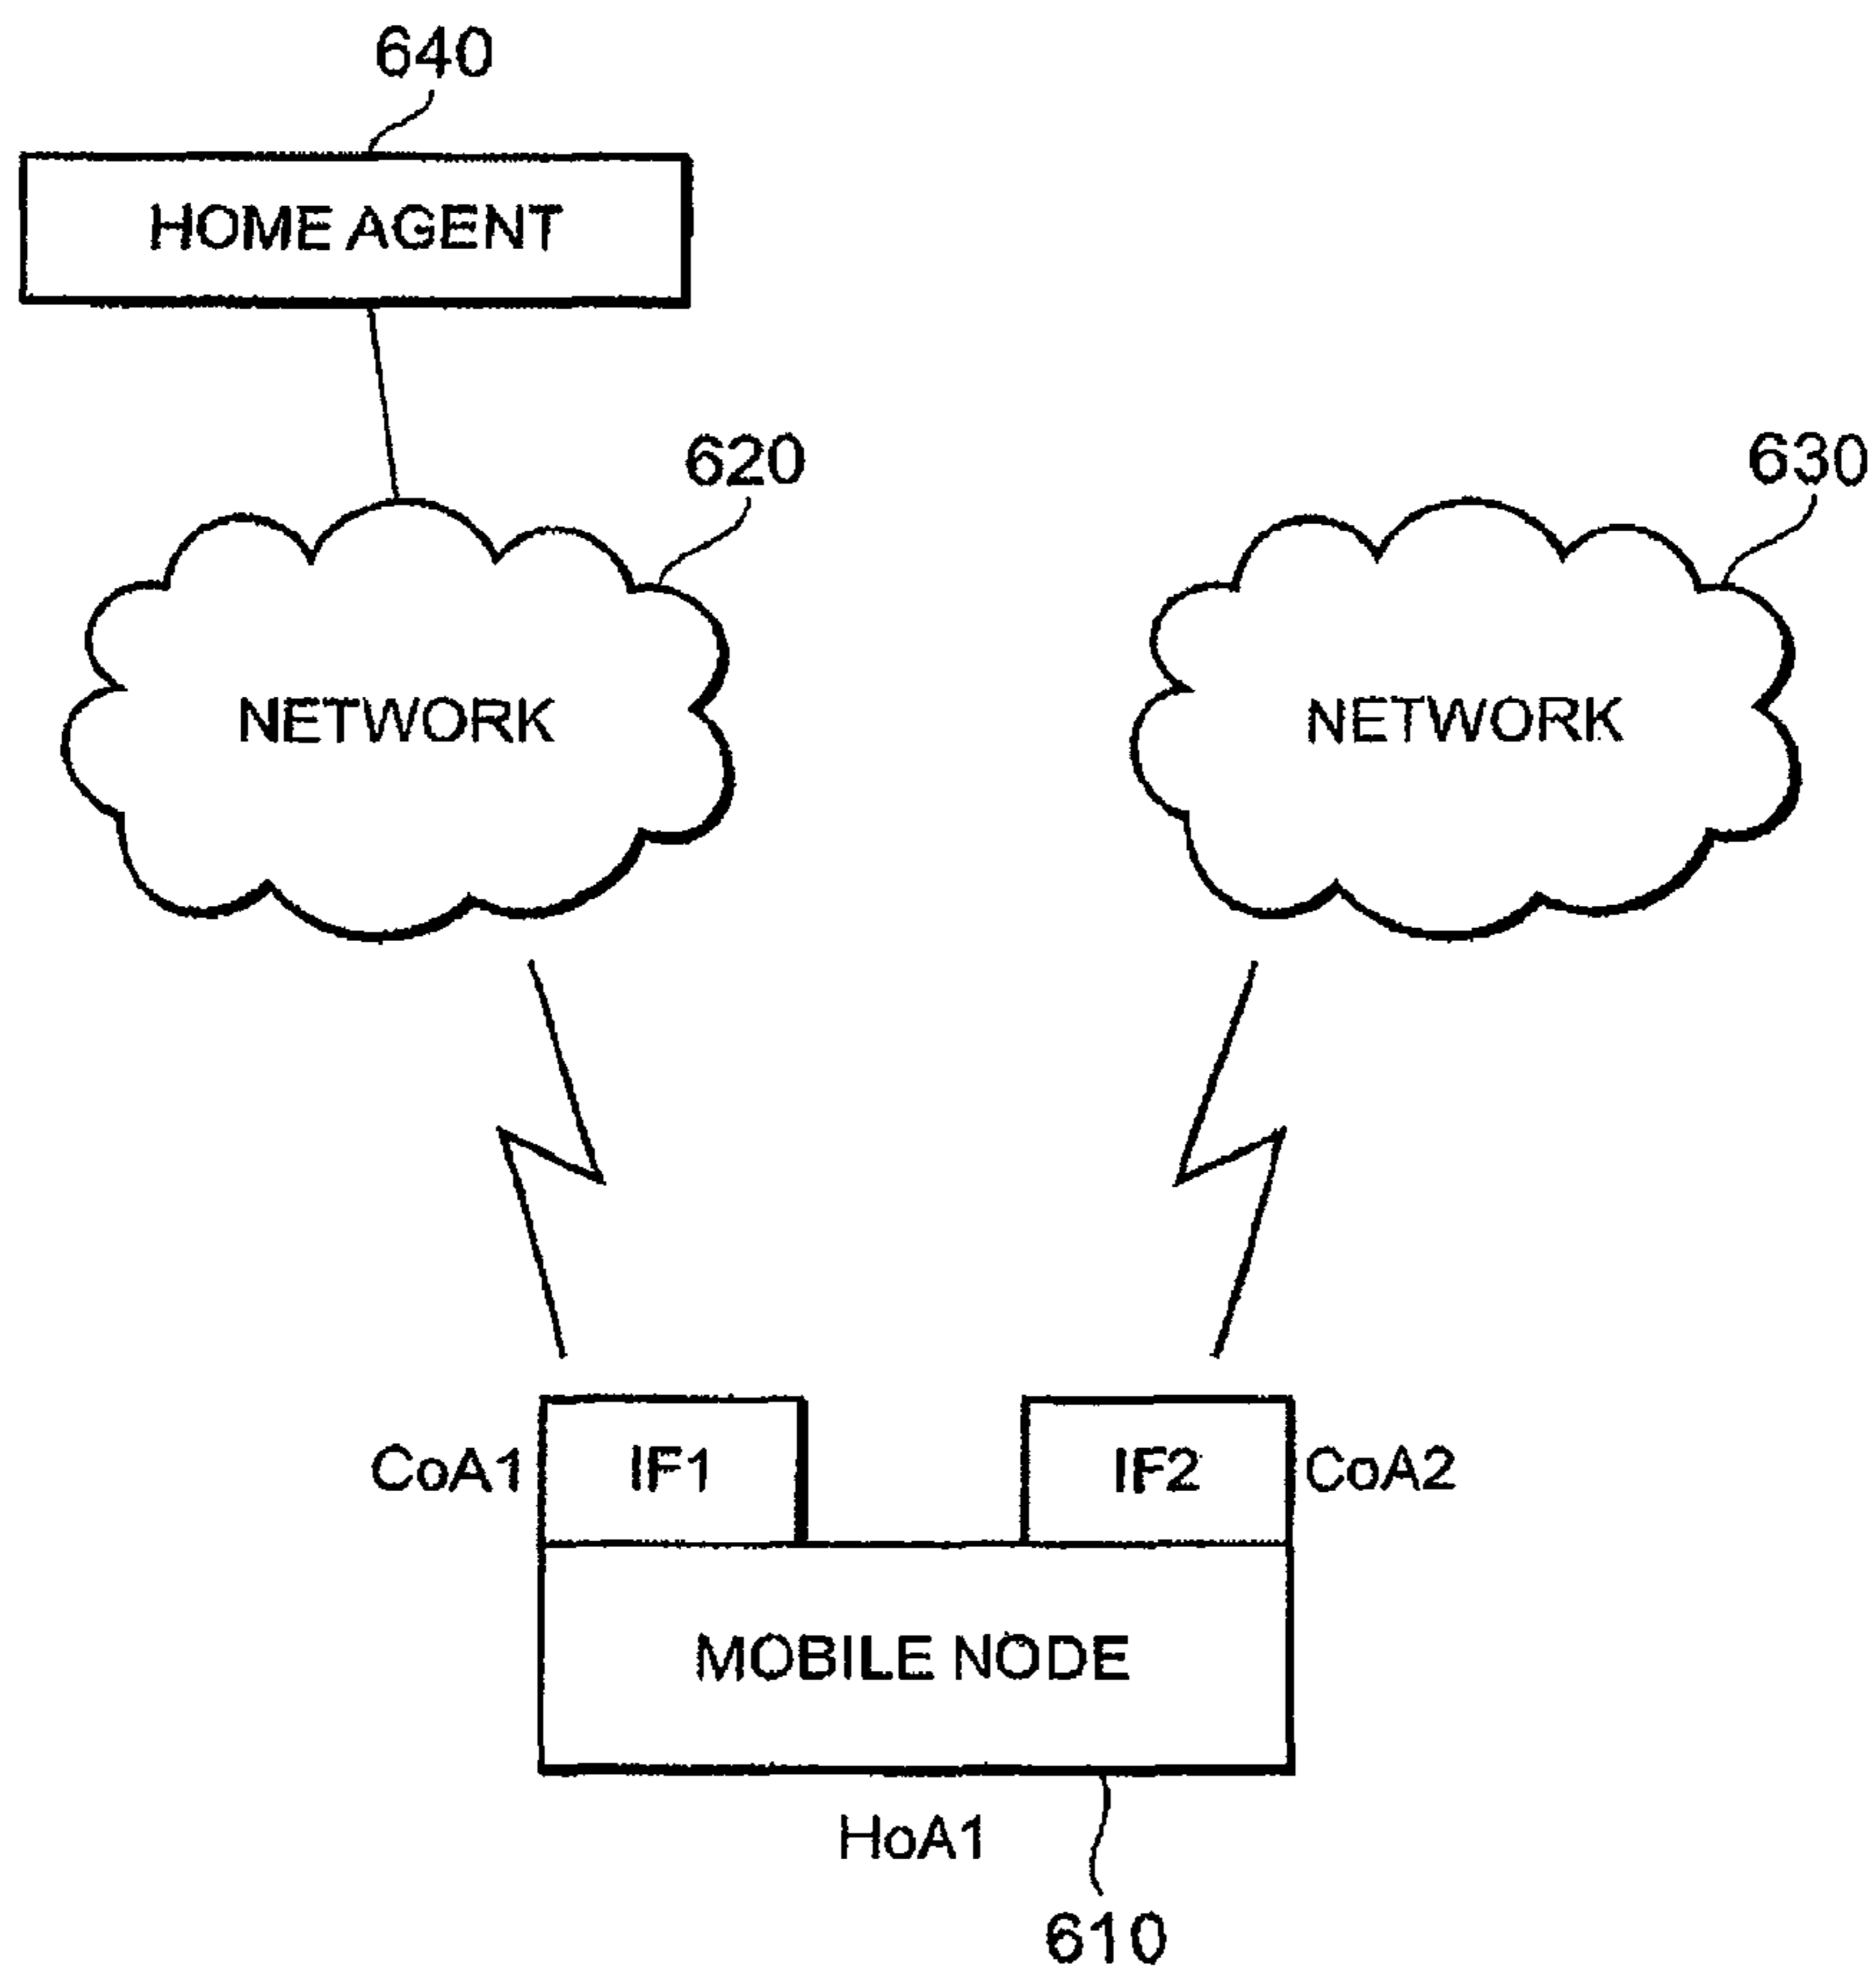 640
HOME AGENT
620
630
NETWORK
NETWORK
CoA1
IF1
IF2
CoA2
MOBILE NODE
HoA1
610